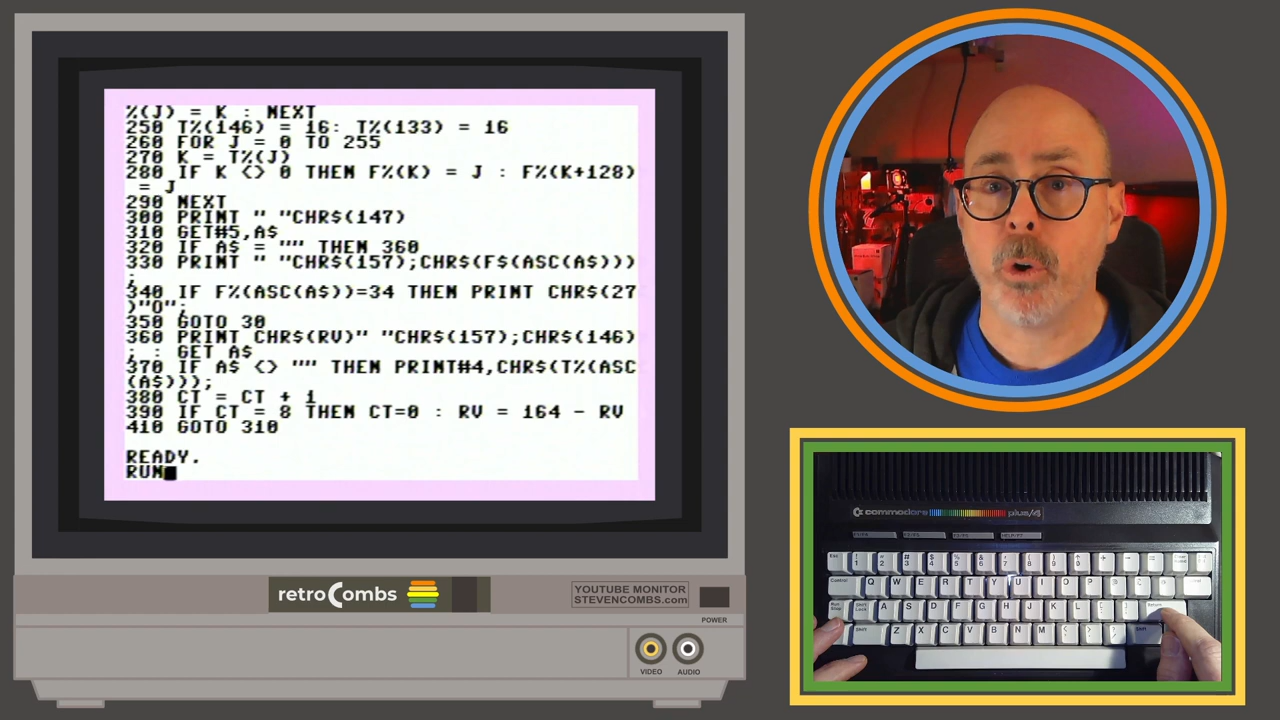 %(J) = K : NEXT
250 T%(146) = 16: T%(133) = 16
260 FOR J = 0 TO 255
270 K = T%(J)
280 IF K <> 0 THEN F%(K) = J : F%(K+128)
= J
290 NEXT
300 PRINT " "CHR$(147)
310 GET#5,A$
320 IF A$ = "" THEN 360
330 PRINT " "CHR$(157);CHR$(F$(ASC(A$)))
;
340 IF F%(ASC(A$))=34 THEN PRINT CHR$(27
)"O";
350 GOTO 30
360 PRINT CHR$(RV)" "CHR$(157);CHR$(146)
; : GET A$
370 IF A$ <> "" THEN PRINT#4,CHR$(T%(ASC
(A$)));
380 CT = CT + 1
390 IF CT = 8 THEN CT=0 : RV = 164 - RV
410 GOTO 310
READY.
RUN
retroCombs
YOUTUBE MONITOR
STEVENCOMBS.com
POWER
VIDEO
AUDIO
commodore plus/4
Q W E R T Y U
A S D F G H J K L
Z X C V B N M